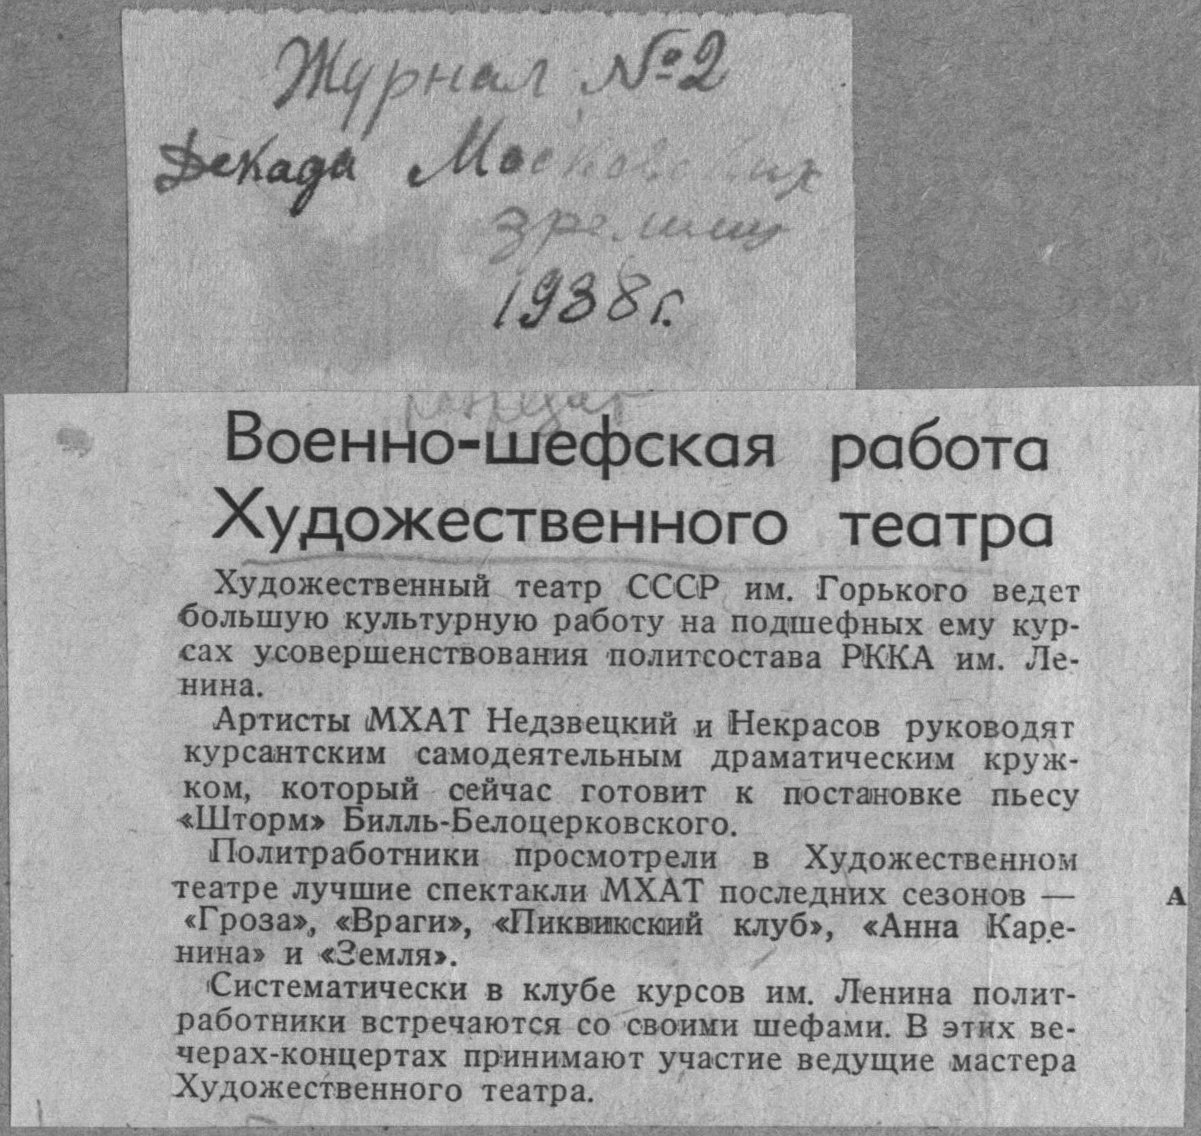 Журнал №2
Декада Московских
зрелищ
1938 г.
Военно-шефская работа
Художественного театра
Художественный театр СССР им. Горького ведет
большую культурную работу на подшефных ему кур-
сах усовершенствования политсостава РККА им. Ле-
нина.
Артисты МХАТ Недзвецкий и Некрасов руководят
курсантским самодеятельным драматическим круж-
ком, который сейчас готовит к постановке пьесу
«Шторм» Билль-Белоцерковского.
Политработники просмотрели в Художественном
театре лучшие спектакли МХАТ последних сезонов —
«Гроза», «Враги», «Пиквикский клуб», «Анна Каре-
нина» и «Земля».
Систематически в клубе курсов им. Ленина полит-
работники встречаются со своими шефами. В этих ве-
черах-концертах принимают участие ведущие мастера
Художественного театра.
А